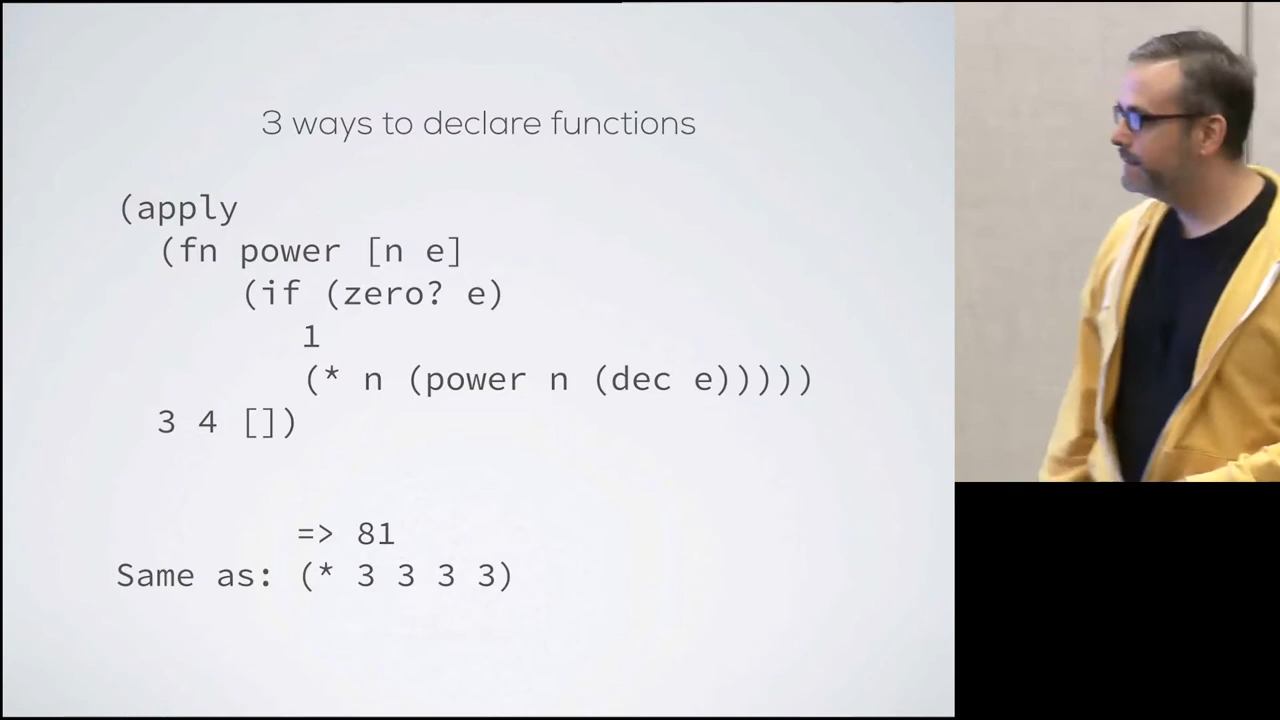 3 ways to declare functions
(apply
(fn power [n e]
(if (zero? e)
1
(* n (power n (dec e)))))
3 4 [])
=> 81
Same as: (* 3 3 3 3)